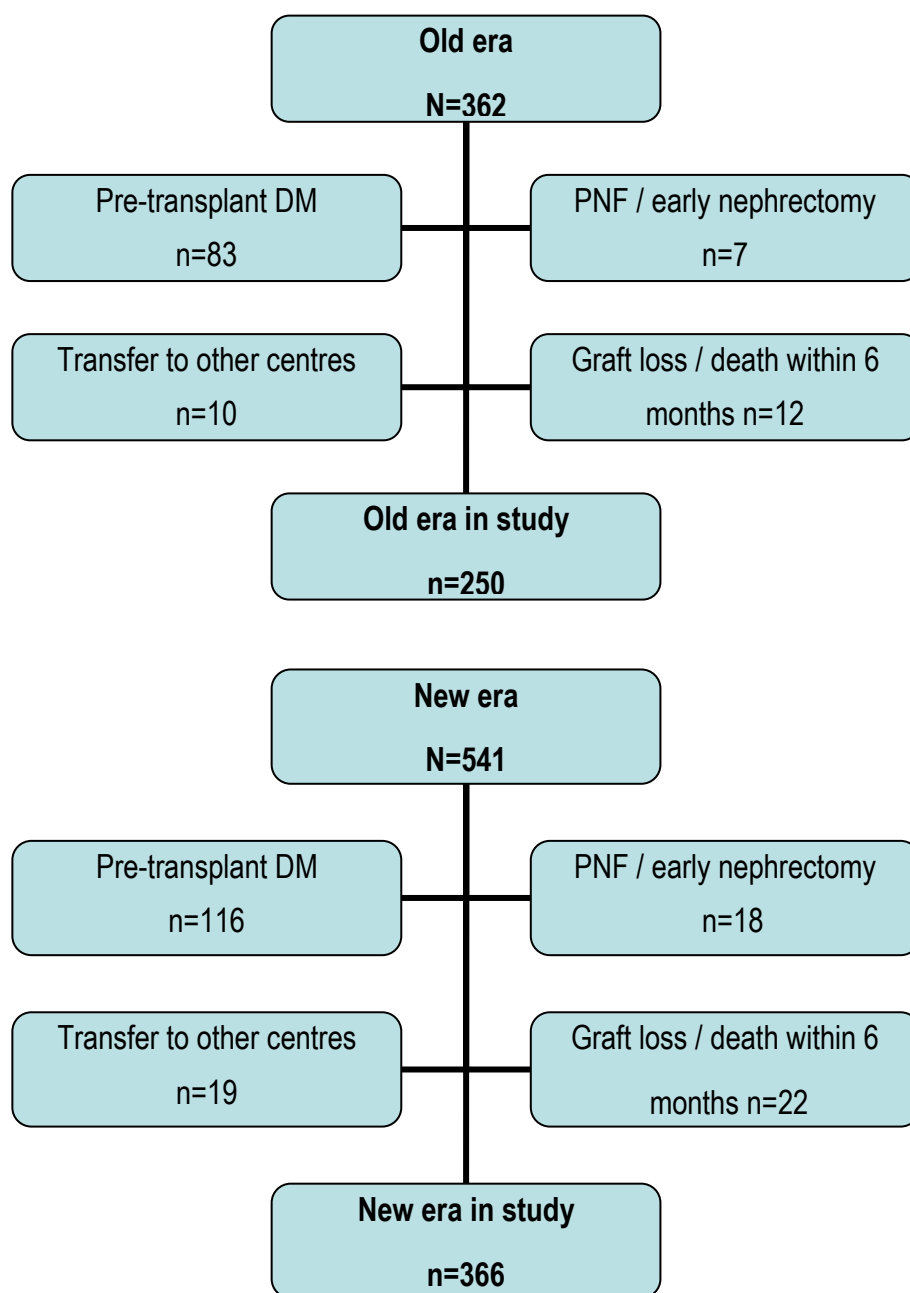 Old era
N=362
Pre-transplant DM
n=83
PNF / early nephrectomy
n=7
Transfer to other centres
n=10
Graft loss / death within 6
months n=12
Old era in study
n=250
New era
N=541
Pre-transplant DM
n=116
PNF / early nephrectomy
n=18
Transfer to other centres
n=19
Graft loss / death within 6
months n=22
New era in study
n=366